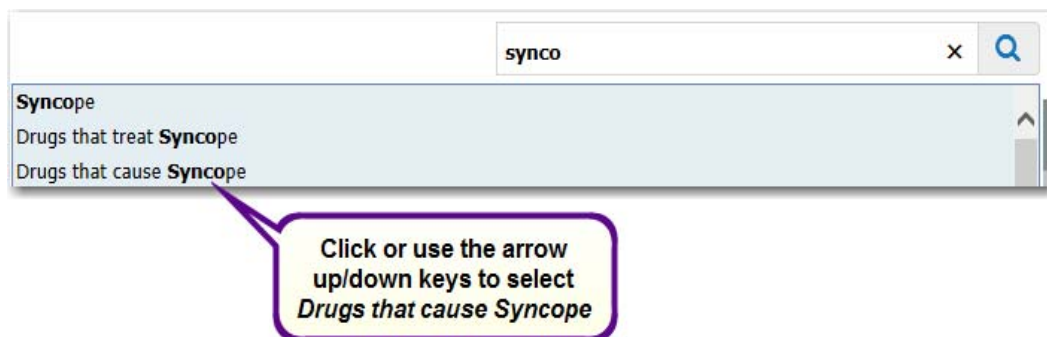 synco ×
Syncope
Drugs that treat Syncope
Drugs that cause Syncope
Click or use the arrow
up/down keys to select
Drugs that cause Syncope